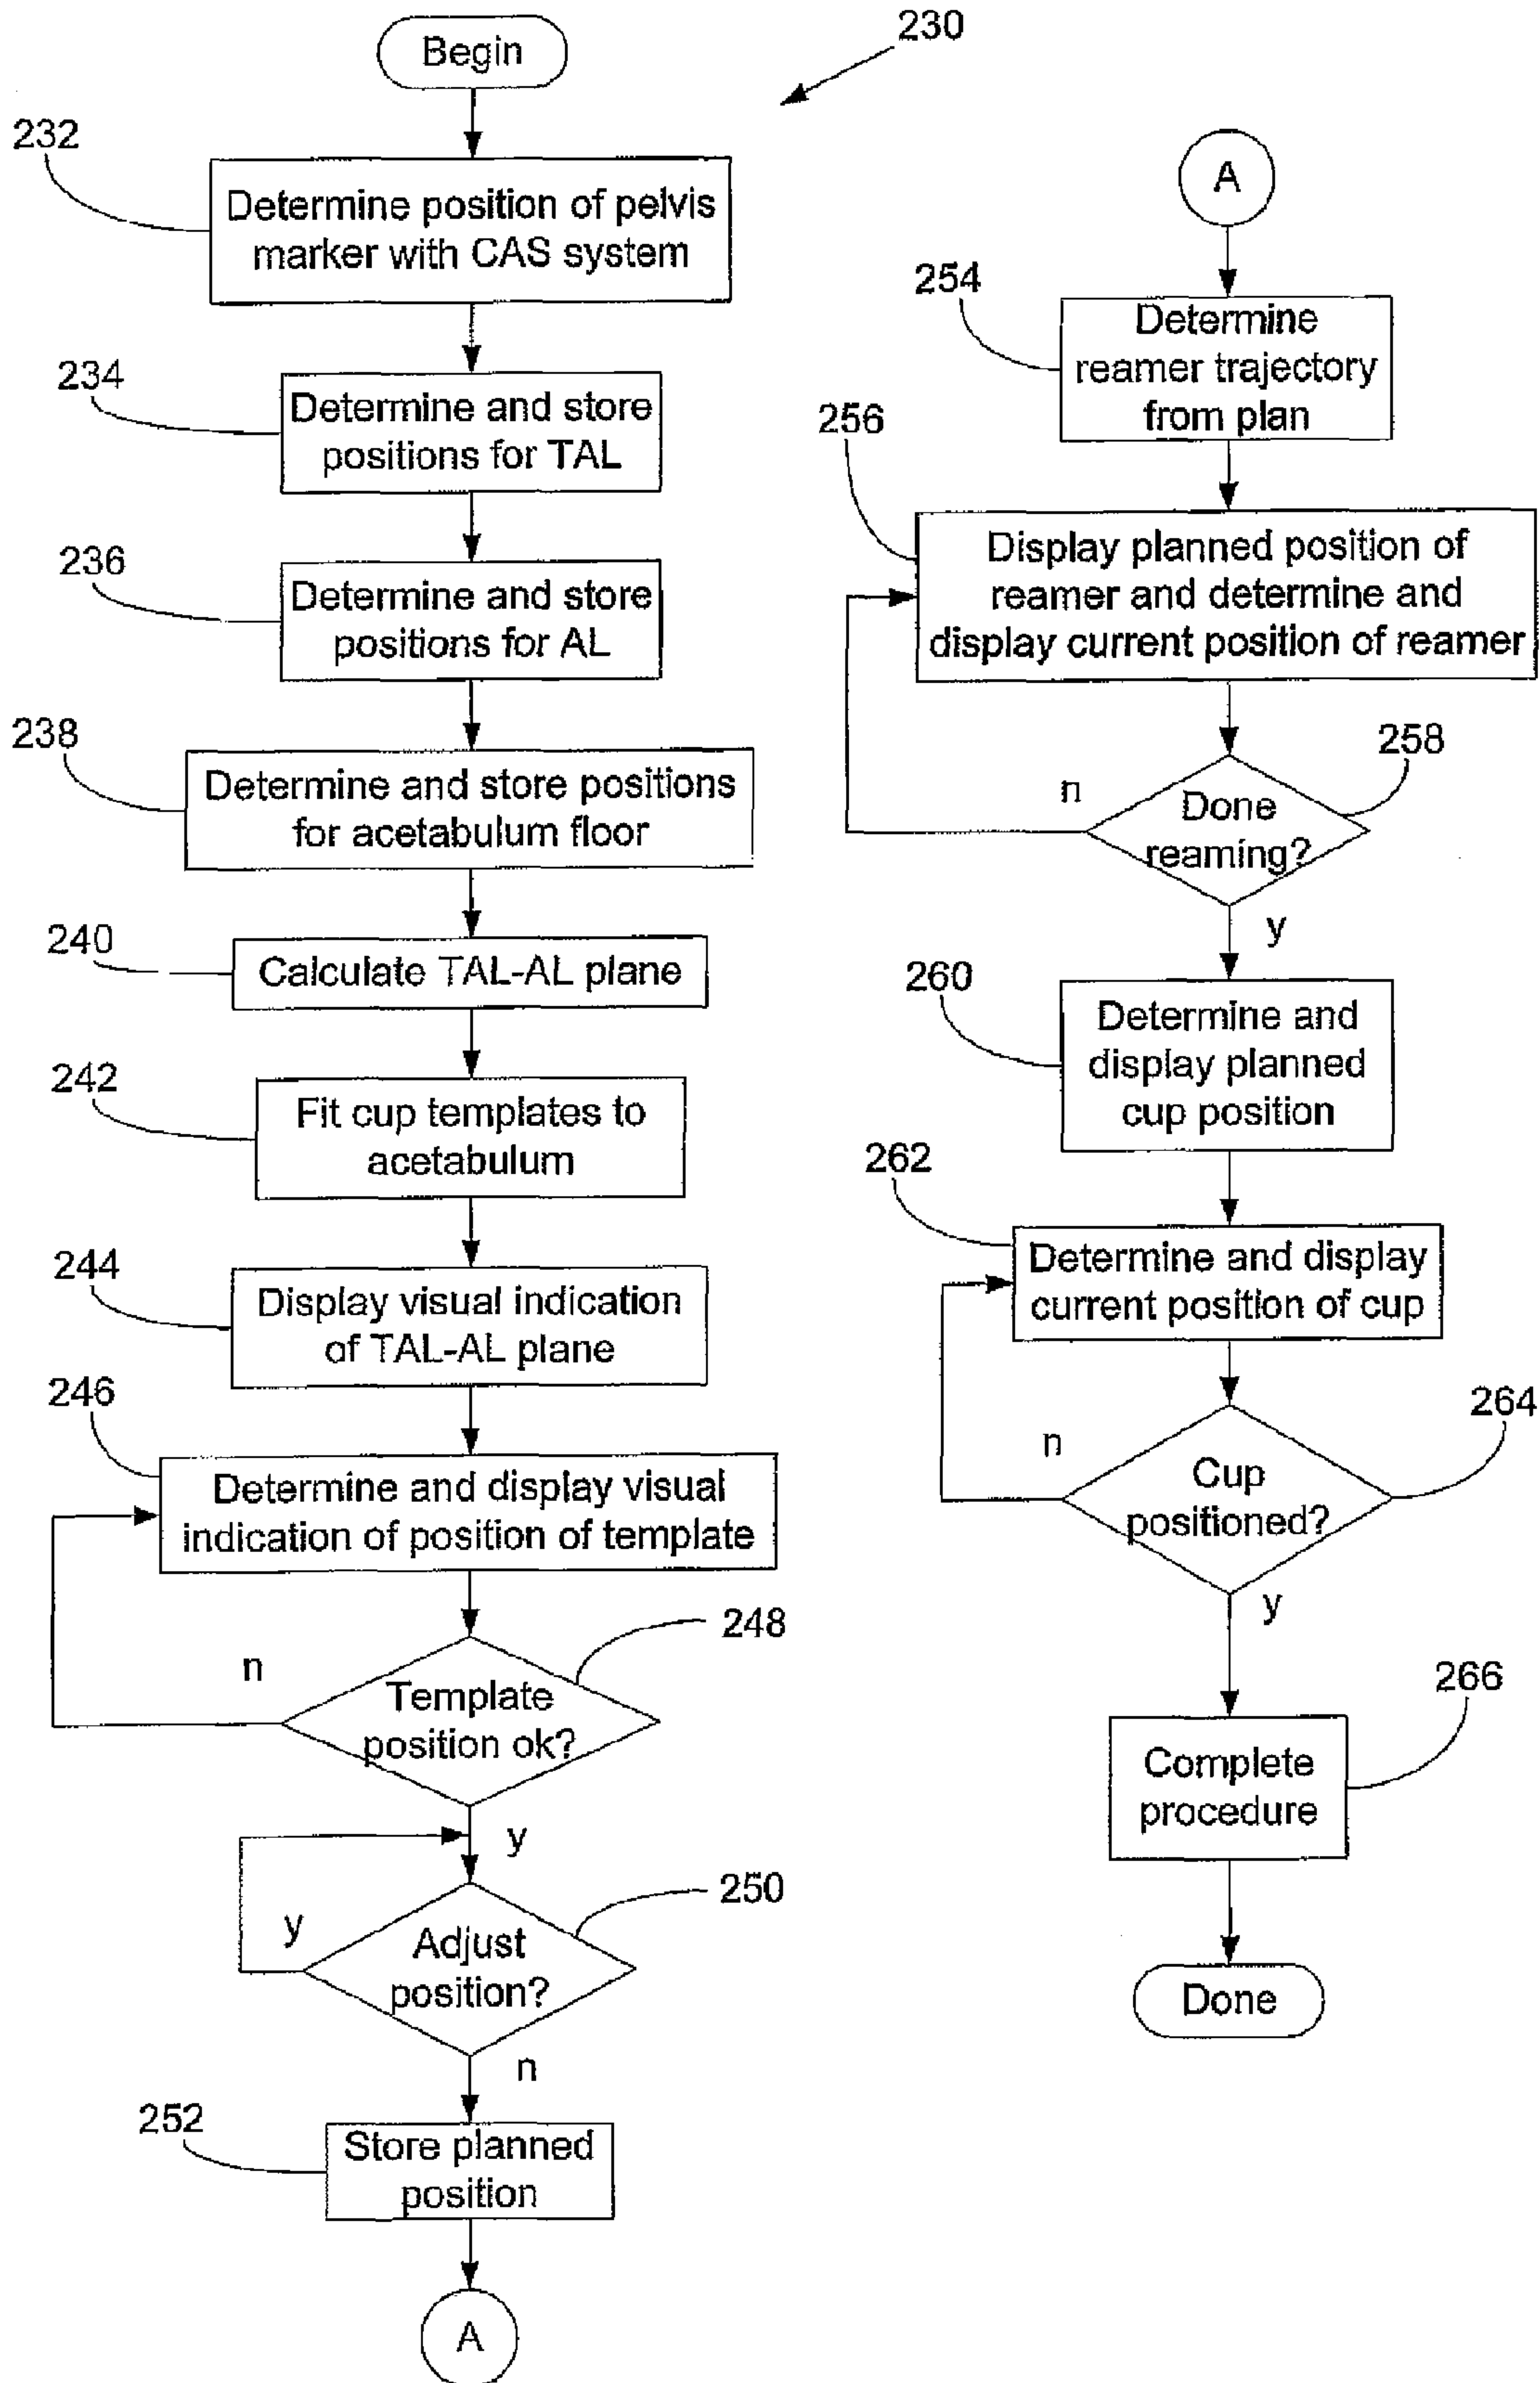 Begin
230
232
Determine position of pelvis
marker with CAS system
234
Determine and store
positions for TAL
236
Determine and store
positions for AL
238
Determine and store positions
for acetabulum floor
240
Calculate TAL-AL plane
242
Fit cup templates to
acetabulum
244
Display visual indication
of TAL-AL plane
246
Determine and display visual
indication of position of template
248
n
Template
position ok?
y
250
y
Adjust
position?
n
252
Store planned
position
A
A
254
Determine
reamer trajectory
from plan
256
Display planned position of
reamer and determine and
display current position of reamer
258
n
Done
reaming?
y
260
Determine and
display planned
cup position
262
Determine and display
current position of cup
264
n
Cup
positioned?
y
266
Complete
procedure
Done